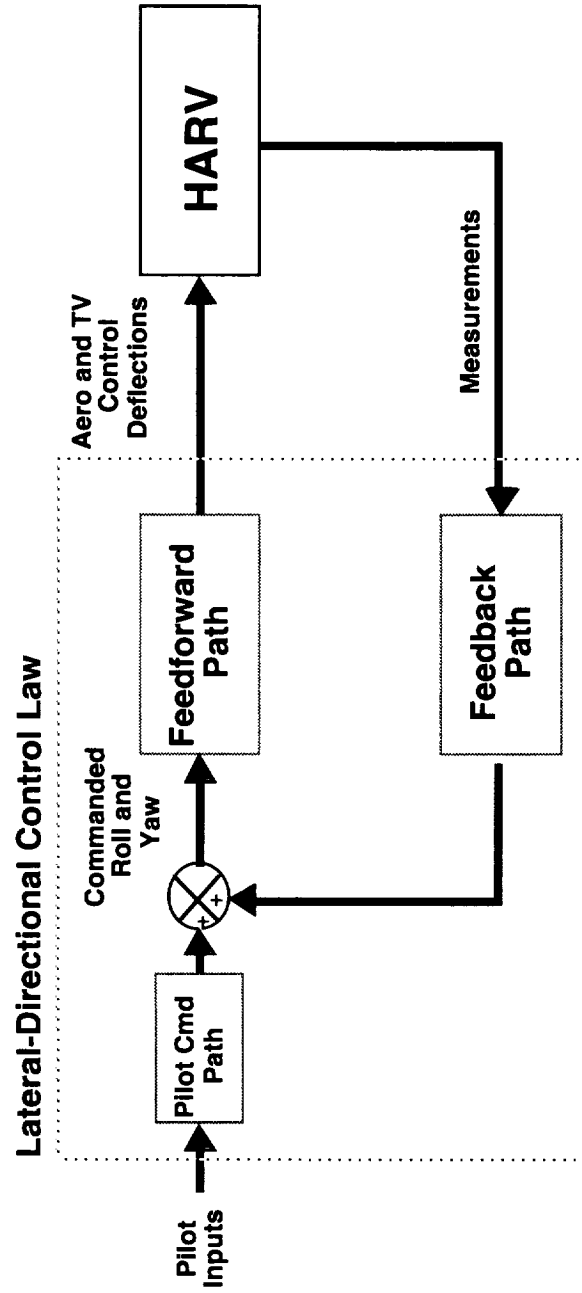 Lateral-Directional Control Law
Pilot
Inputs
Pilot Cmd
Path
+
+
Commanded
Roll and
Yaw
Feedforward
Path
Aero and TV
Control
Deflections
HARV
Measurements
Feedback
Path